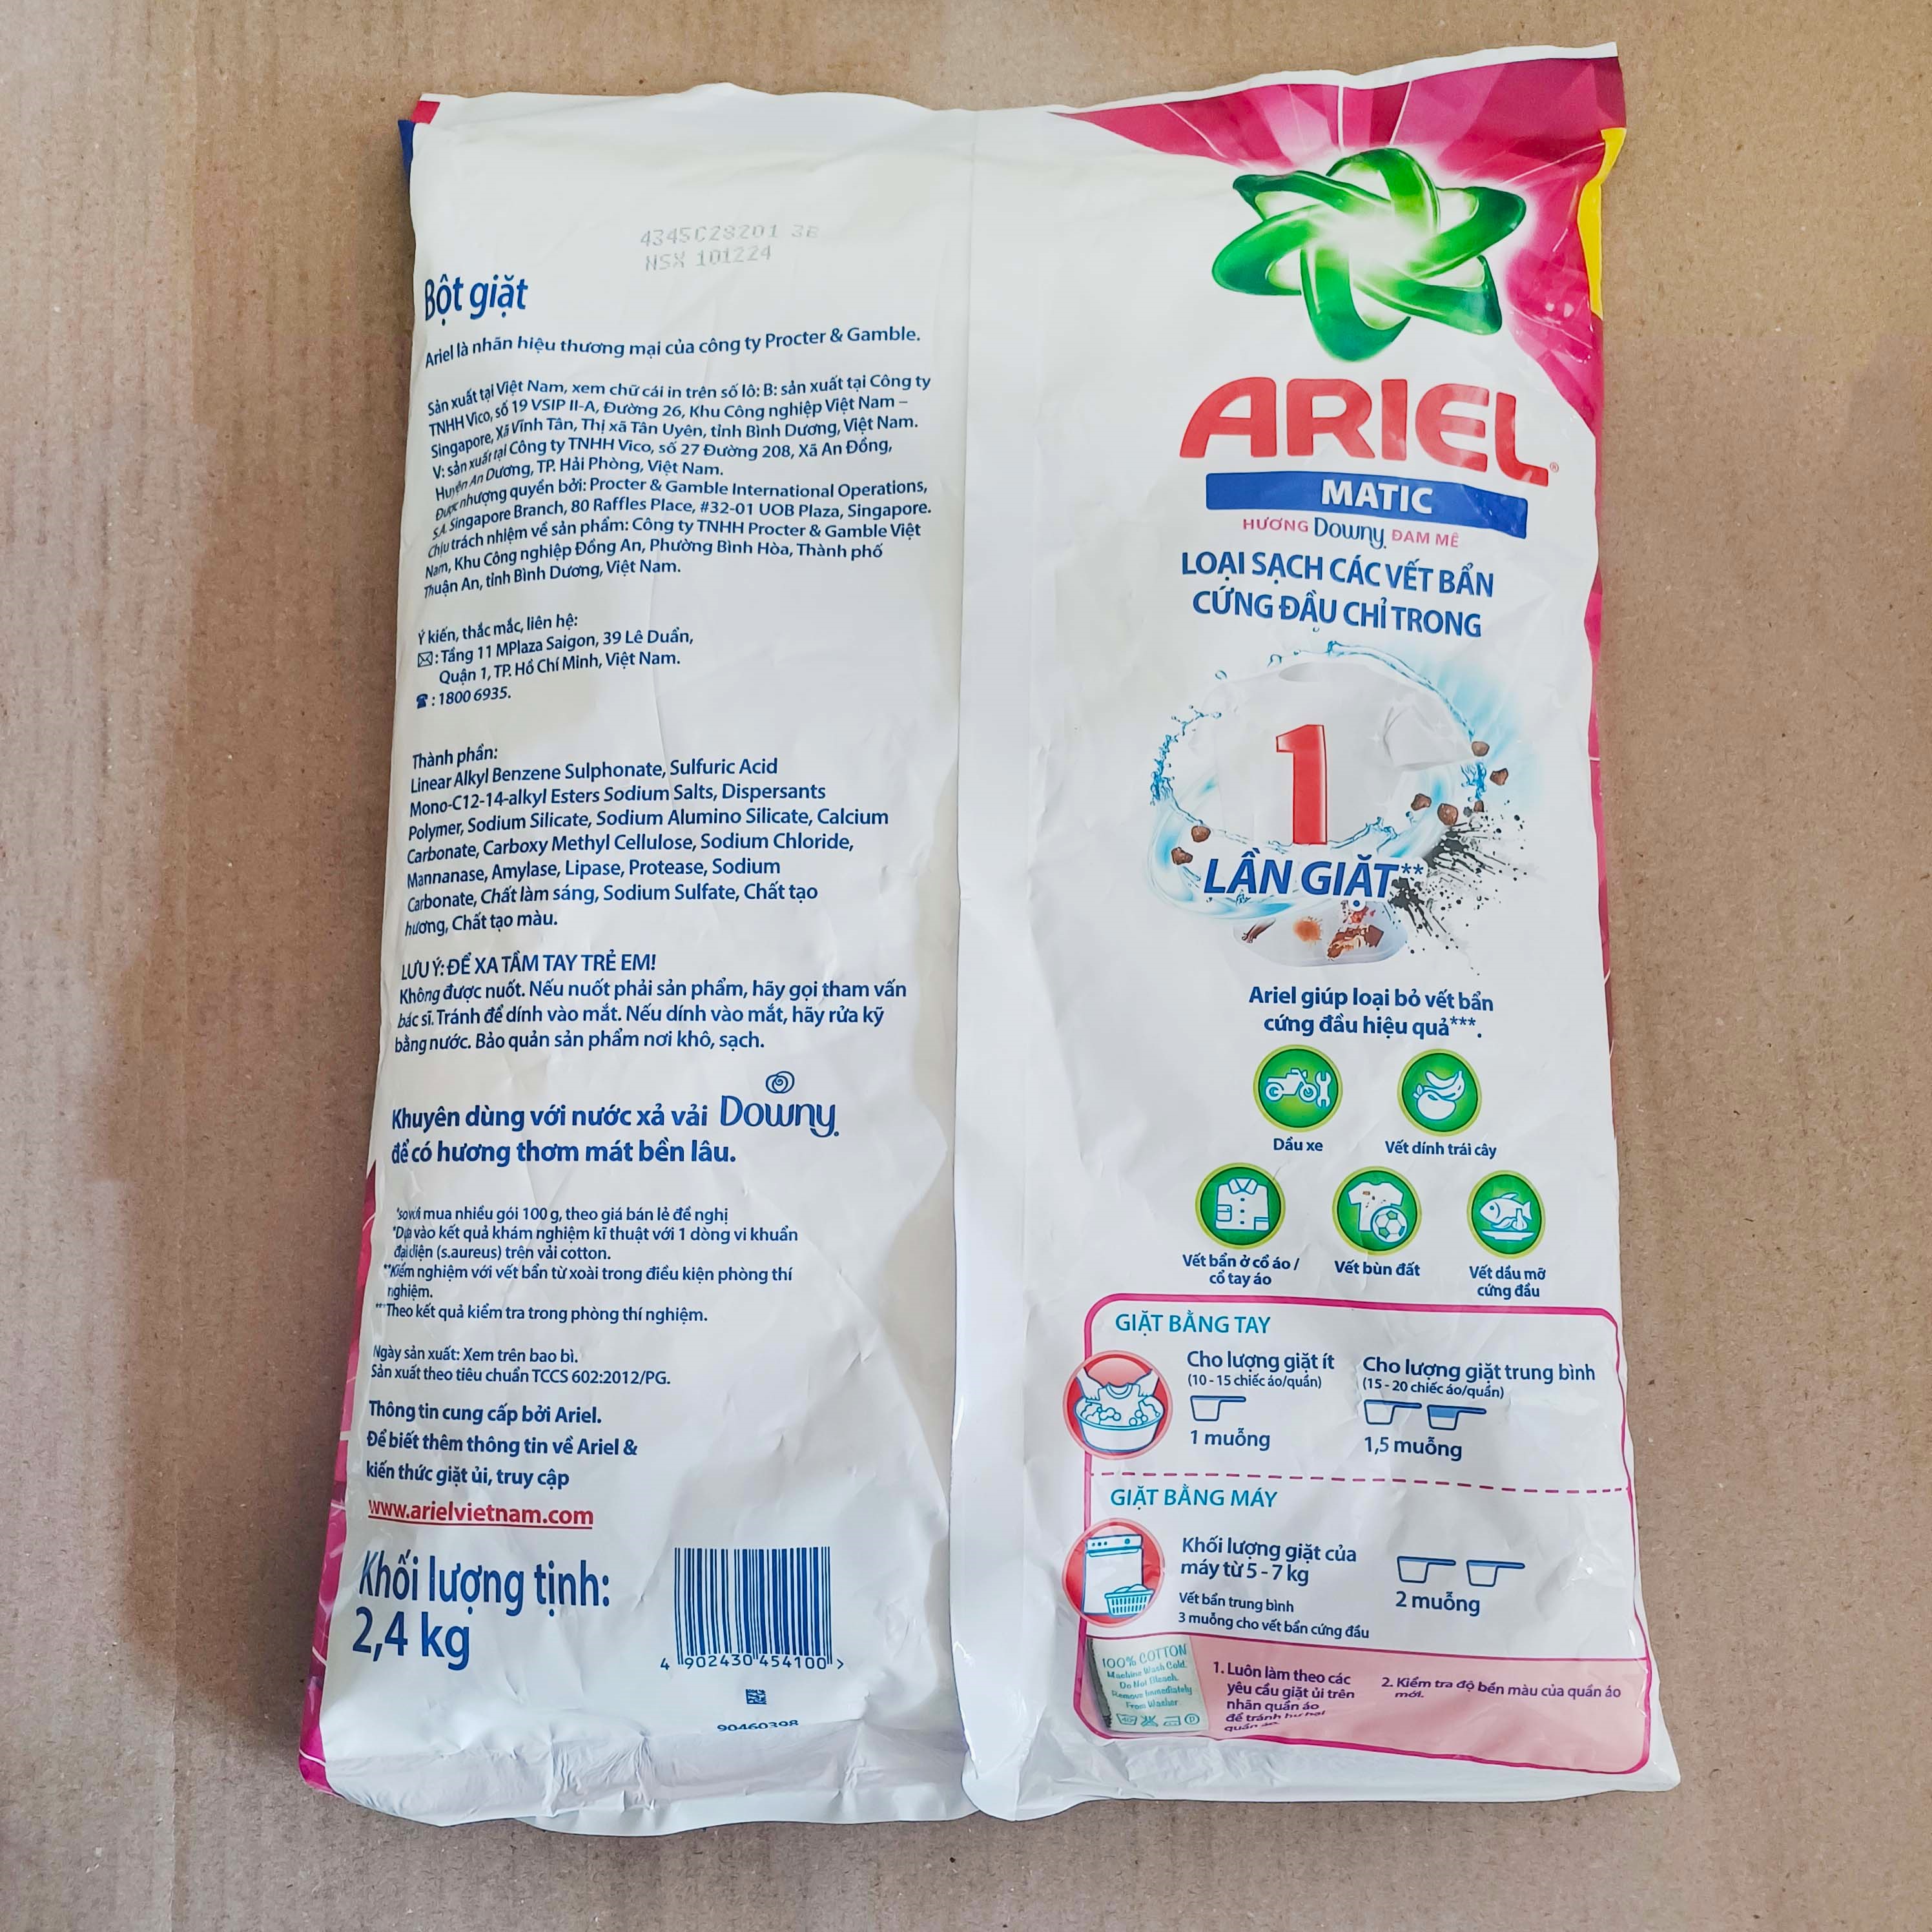 4345C28201 3B
NSX 101224
Bột giặt
Ariel là nhãn hiệu thương mại của công ty Procter & Gamble.
Sản xuất tại Việt Nam, xem chữ cái in trên số lô: B: sản xuất tại Công ty
TNHH Vico, số 19 VSIP II-A, Đường 26, Khu Công nghiệp Việt Nam –
Singapore, Xã Vĩnh Tân, Thị xã Tân Uyên, tỉnh Bình Dương, Việt Nam.
V: sản xuất tại Công ty TNHH Vico, số 27 Đường 208, Xã An Đồng,
Huyện An Dương, TP. Hải Phòng, Việt Nam.
Được nhượng quyền bởi: Procter & Gamble International Operations,
S.A. Singapore Branch, 80 Raffles Place, #32-01 UOB Plaza, Singapore.
Chịu trách nhiệm về sản phẩm: Công ty TNHH Procter & Gamble Việt
Nam, Khu Công nghiệp Đồng An, Phường Bình Hòa, Thành phố
Thuận An, tỉnh Bình Dương, Việt Nam.
Ý kiến, thắc mắc, liên hệ:
: Tầng 11 MPlaza Saigon, 39 Lê Duẩn,
Quận 1, TP. Hồ Chí Minh, Việt Nam.
: 1800 6935.
Thành phần:
Linear Alkyl Benzene Sulphonate, Sulfuric Acid
Mono-C12-14-alkyl Esters Sodium Salts, Dispersants
Polymer, Sodium Silicate, Sodium Alumino Silicate, Calcium
Carbonate, Carboxy Methyl Cellulose, Sodium Chloride,
Mannanase, Amylase, Lipase, Protease, Sodium
Carbonate, Chất làm sáng, Sodium Sulfate, Chất tạo
hương, Chất tạo màu.
LƯU Ý: ĐỂ XA TẦM TAY TRẺ EM!
Không được nuốt. Nếu nuốt phải sản phẩm, hãy gọi tham vấn
bác sĩ. Tránh để dính vào mắt. Nếu dính vào mắt, hãy rửa kỹ
bằng nước. Bảo quản sản phẩm nơi khô, sạch.
Khuyên dùng với nước xả vải Downy
để có hương thơm mát bền lâu.
*so với mua nhiều gói 100 g, theo giá bán lẻ đề nghị
*Dựa vào kết quả khám nghiệm kĩ thuật với 1 dòng vi khuẩn
đại diện (s.aureus) trên vải cotton.
**Kiểm nghiệm với vết bẩn từ xoài trong điều kiện phòng thí
nghiệm.
***Theo kết quả kiểm tra trong phòng thí nghiệm.
Ngày sản xuất: Xem trên bao bì.
Sản xuất theo tiêu chuẩn TCCS 602:2012/PG.
Thông tin cung cấp bởi Ariel.
Để biết thêm thông tin về Ariel &
kiến thức giặt ủi, truy cập
www.arielvietnam.com
Khối lượng tịnh:
2,4 kg
4 902430 454100 >
90460398
ARIEL®
MATIC
HƯƠNG Downy ĐAM MÊ
LOẠI SẠCH CÁC VẾT BẨN
CỨNG ĐẦU CHỈ TRONG
1
LẦN GIẶT**
Ariel giúp loại bỏ vết bẩn
cứng đầu hiệu quả***.
Dầu xe
Vết dính trái cây
Vết bẩn ở cổ áo /
cổ tay áo
Vết bùn đất
Vết dầu mỡ
cứng đầu
GIẶT BẰNG TAY
Cho lượng giặt ít
(10 - 15 chiếc áo/quần)
1 muỗng
Cho lượng giặt trung bình
(15 - 20 chiếc áo/quần)
1,5 muỗng
GIẶT BẰNG MÁY
Khối lượng giặt của
máy từ 5 - 7 kg
Vết bẩn trung bình
3 muỗng cho vết bẩn cứng đầu
2 muỗng
100% COTTON
Machine Wash Cold.
Do Not Bleach.
Remove Immediately
From Washer
1. Luôn làm theo các
yêu cầu giặt ủi trên
nhãn quần áo
để tránh hư hại
quần áo.
2. Kiểm tra độ bền màu của quần áo
mới.